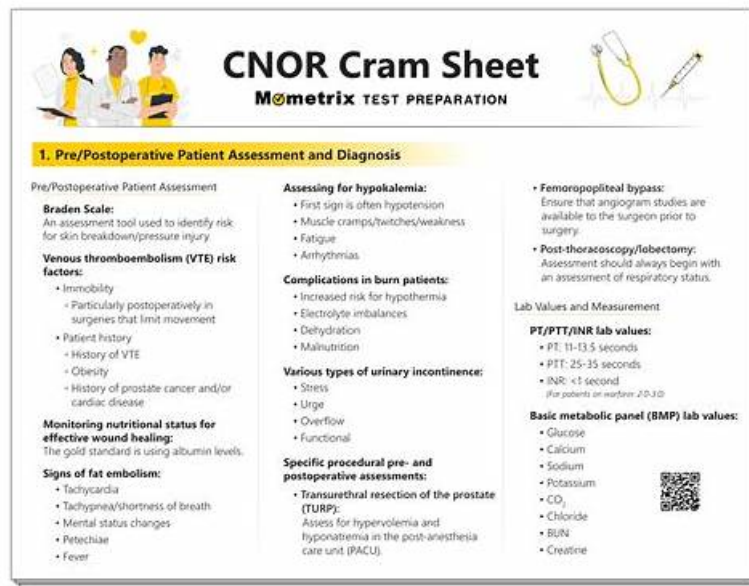 CNOR Cram Sheet
Mometrix TEST PREPARATION
1. Pre/Postoperative Patient Assessment and Diagnosis
Pre/Postoperative Patient Assessment
Braden Scale:
An assessment tool used to identify risk
for skin breakdown/pressure injury
Venous thromboembolism (VTE) risk
factors:
• Immobility
◦ Particularly postoperatively in
surgeries that limit movement
• Patient history
◦ History of VTE
◦ Obesity
◦ History of prostate cancer and/or
cardiac disease
Monitoring nutritional status for
effective wound healing:
The gold standard is using albumin levels.
Signs of fat embolism:
• Tachycardia
• Tachypnea/shortness of breath
• Mental status changes
• Petechiae
• Fever
Assessing for hypokalemia:
• First sign is often hypotension
• Muscle cramps/twitches/weakness
• Fatigue
• Arrhythmias
Complications in burn patients:
• Increased risk for hypothermia
• Electrolyte imbalances
• Dehydration
• Malnutrition
Various types of urinary incontinence:
• Stress
• Urge
• Overflow
• Functional
Specific procedural pre- and
postoperative assessments:
• Transurethral resection of the prostate
(TURP):
Assess for hypervolemia and
hyponatremia in the post-anesthesia
care unit (PACU).
• Femoropopliteal bypass:
Ensure that angiogram studies are
available to the surgeon prior to
surgery.
• Post-thoracoscopy/lobectomy:
Assessment should always begin with
an assessment of respiratory status.
Lab Values and Measurement
PT/PTT/INR lab values:
• PT: 11-13.5 seconds
• PTT: 25-35 seconds
• INR: <1 second
(For patients on warfarin: 2.0-3.0)
Basic metabolic panel (BMP) lab values:
• Glucose
• Calcium
• Sodium
• Potassium
• CO₂
• Chloride
• BUN
• Creatine